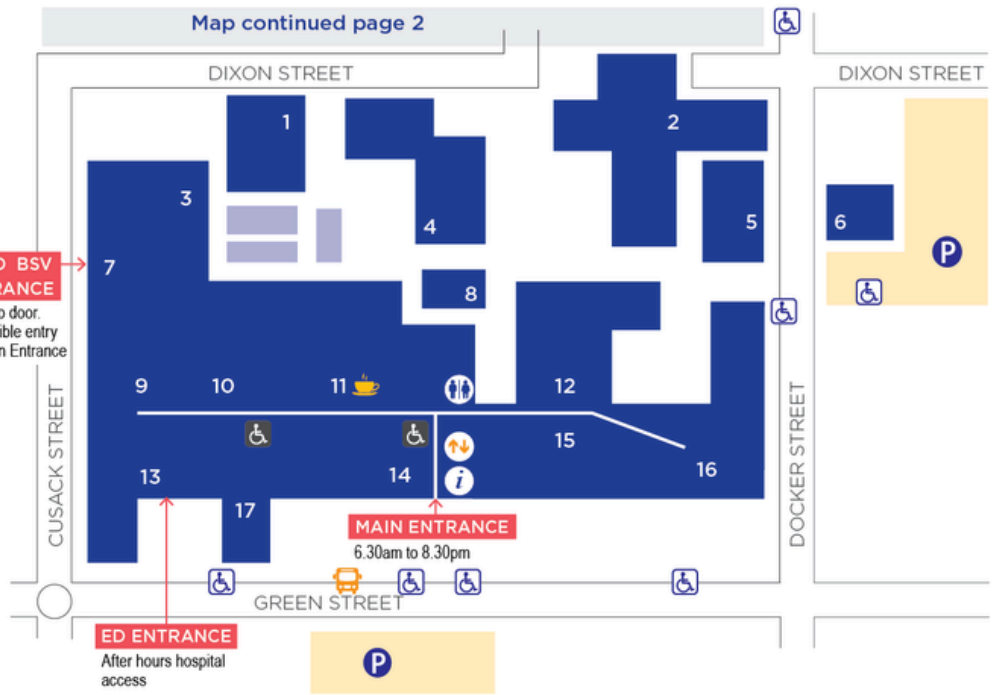 Map continued page 2
DIXON STREET
DIXON STREET
1
2
3
4
5
6
P
7
BSV
8
9
10
11
12
13
14
15
16
17
i
CUSACK STREET
DOCKER STREET
door.
entry
Entrance
MAIN ENTRANCE
6.30am to 8.30pm
GREEN STREET
ED ENTRANCE
After hours hospital
access
P